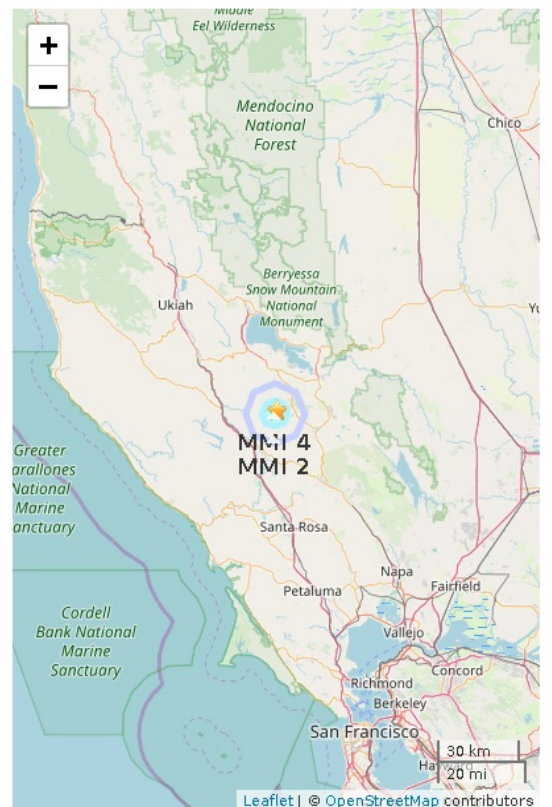 Middle
Eel Wilderness
+
−
Mendocino
National
Forest
Chico
Berryessa
Snow Mountain
National
Monument
Ukiah
Yu
MMI 4
MMI 2
Greater
arallones
National
Marine
anctuary
Santa Rosa
Napa
Petaluma
Fairfield
Cordell
Bank National
Marine
Sanctuary
Vallejo
Concord
Richmond
Berkeley
San Francisco
30 km
Hayward
20 mi
Leaflet | © OpenStreetMap contributors